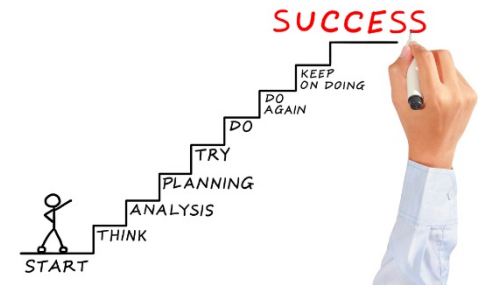 SUCCESS
KEEP
ON DOING
DO
AGAIN
DO
TRY
PLANNING
ANALYSIS
THINK
START